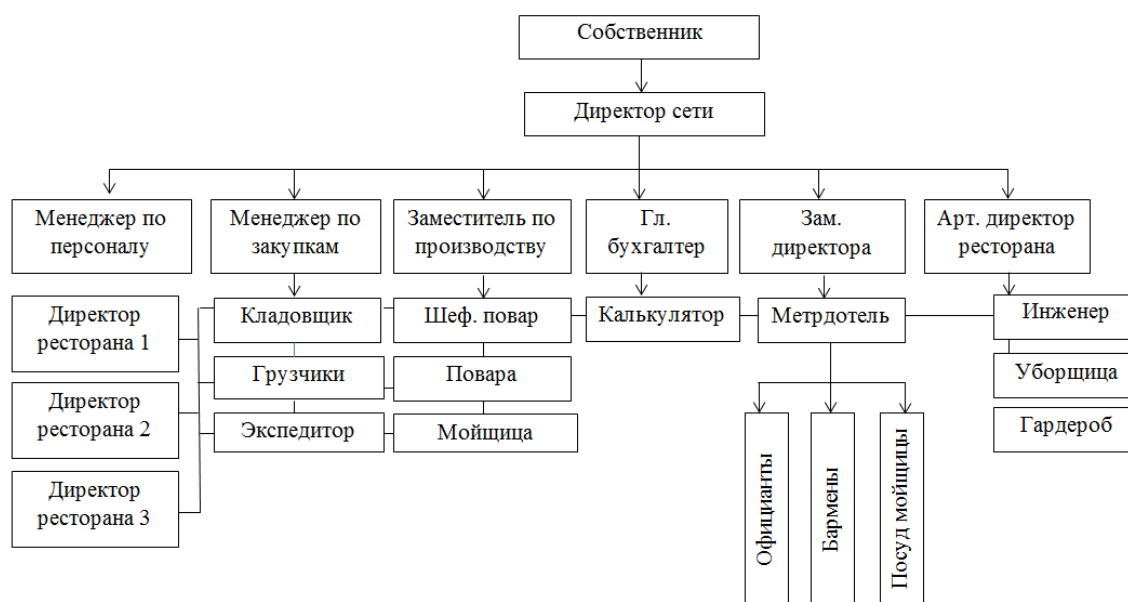 Собственник
Директор сети
Менеджер по
персоналу
Менеджер по
закупкам
Заместитель по
производству
Гл.
бухгалтер
Зам.
директора
Арт. директор
ресторана
Директор
ресторана 1
Кладовщик
Шеф. повар
Калькулятор
Метрдотель
Инженер
Грузчики
Повара
Уборщица
Директор
ресторана 2
Экспедитор
Мойщица
Гардероб
Директор
ресторана 3
Официанты
Бармены
Посуд мойщицы